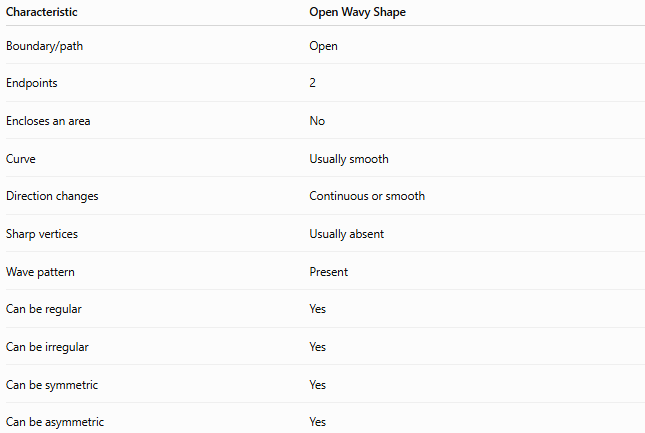 Characteristic Open Wavy Shape
Boundary/path Open
Endpoints 2
Encloses an area No
Curve Usually smooth
Direction changes Continuous or smooth
Sharp vertices Usually absent
Wave pattern Present
Can be regular Yes
Can be irregular Yes
Can be symmetric Yes
Can be asymmetric Yes